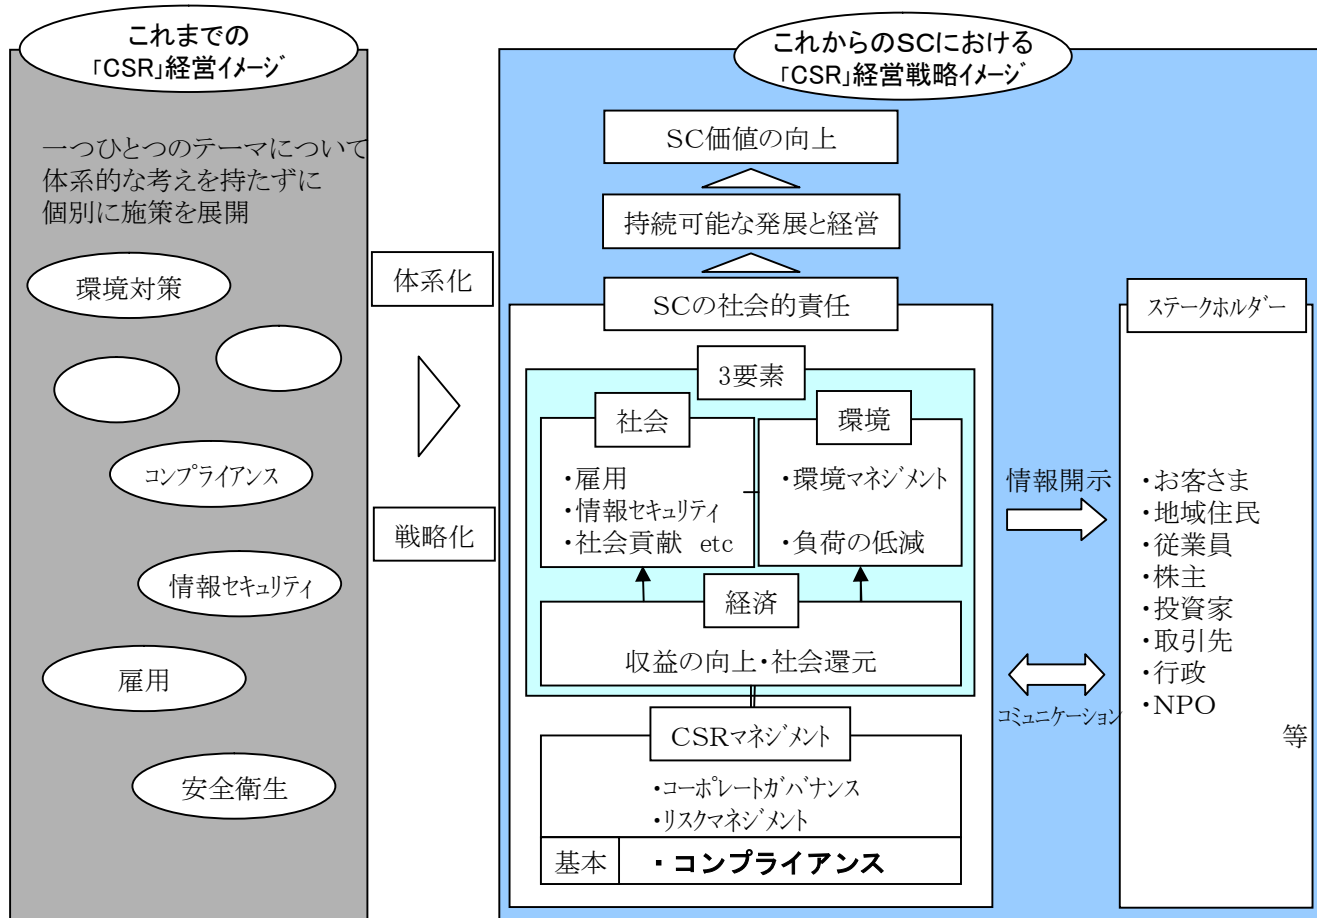 これまでの
「CSR」経営イメージ
一つひとつのテーマについて
体系的な考えを持たずに
個別に施策を展開
環境対策
コンプライアンス
情報セキュリティ
雇用
安全衛生
体系化
戦略化
これからのSCにおける
「CSR」経営戦略イメージ
SC価値の向上
持続可能な発展と経営
SCの社会的責任
3要素
社会
・雇用
・情報セキュリティ
・社会貢献 etc
環境
・環境マネジメント
・負荷の低減
経済
収益の向上・社会還元
CSRマネジメント
・コーポレートガバナンス
・リスクマネジメント
基本
・コンプライアンス
情報開示
コミュニケーション
ステークホルダー
・お客さま
・地域住民
・従業員
・株主
・投資家
・取引先
・行政
・NPO
等